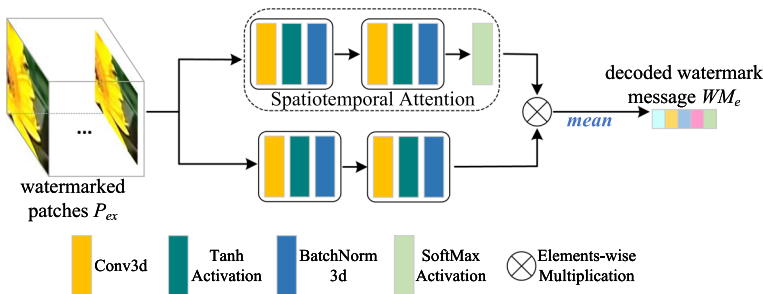 ...
Spatiotemporal Attention
decoded watermark
message WMe
mean
watermarked
patches Pex
Conv3d
Tanh
Activation
BatchNorm
3d
SoftMax
Activation
Elements-wise
Multiplication